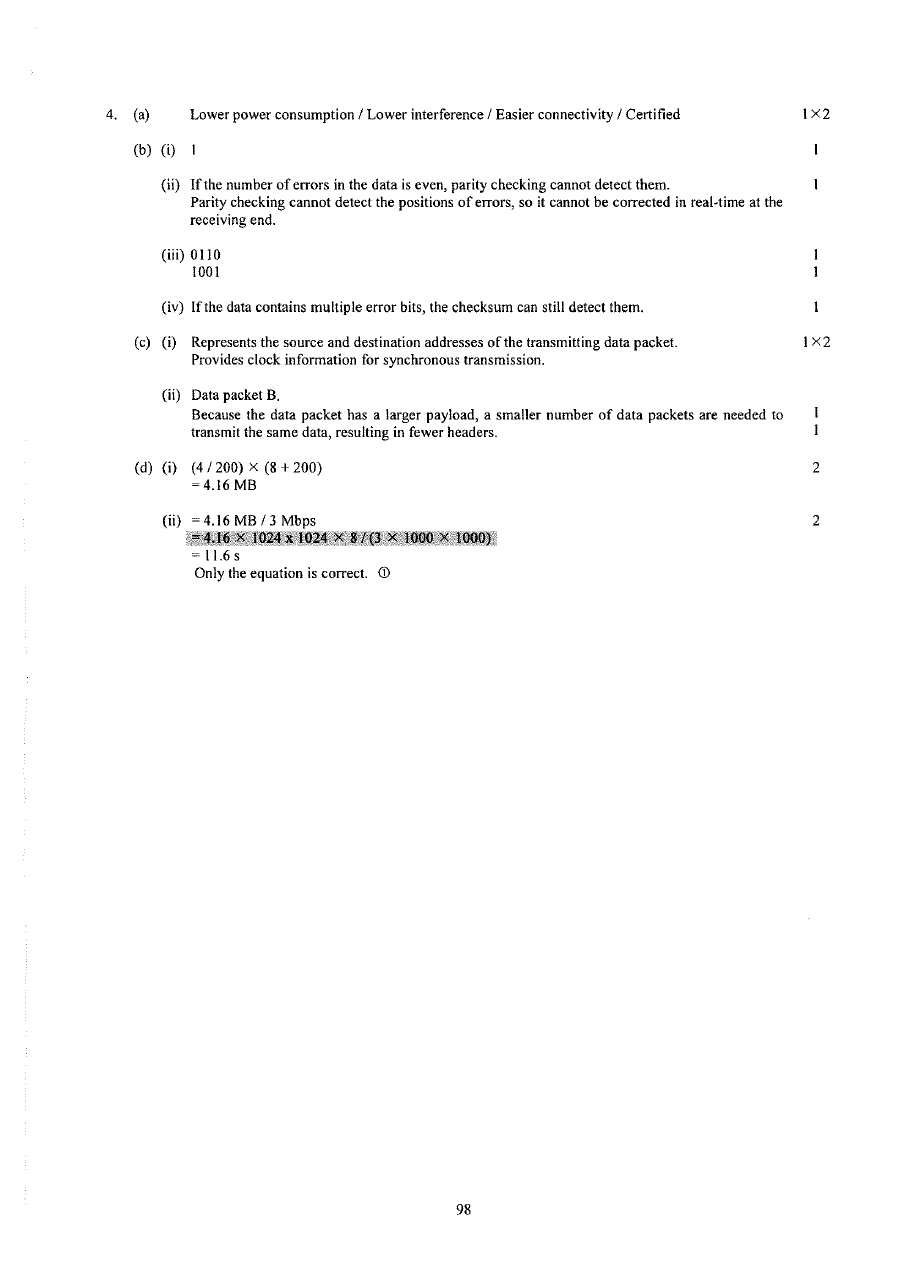 4. (a) Lower power consumption / Lower interference / Easier connectivity / Certified 1×2
(b) (i) 1 1
(ii) If the number of errors in the data is even, parity checking cannot detect them. 1
Parity checking cannot detect the positions of errors, so it cannot be corrected in real-time at the
receiving end.
(iii) 0110 1
1001 1
(iv) If the data contains multiple error bits, the checksum can still detect them. 1
(c) (i) Represents the source and destination addresses of the transmitting data packet. 1×2
Provides clock information for synchronous transmission.
(ii) Data packet B.
Because the data packet has a larger payload, a smaller number of data packets are needed to 1
transmit the same data, resulting in fewer headers. 1
(d) (i) (4 / 200) × (8 + 200) 2
= 4.16 MB
(ii) = 4.16 MB / 3 Mbps 2
= 4.16 × 1024 x 1024 × 8 / (3 × 1000 × 1000)
= 11.6 s
Only the equation is correct. ①
98